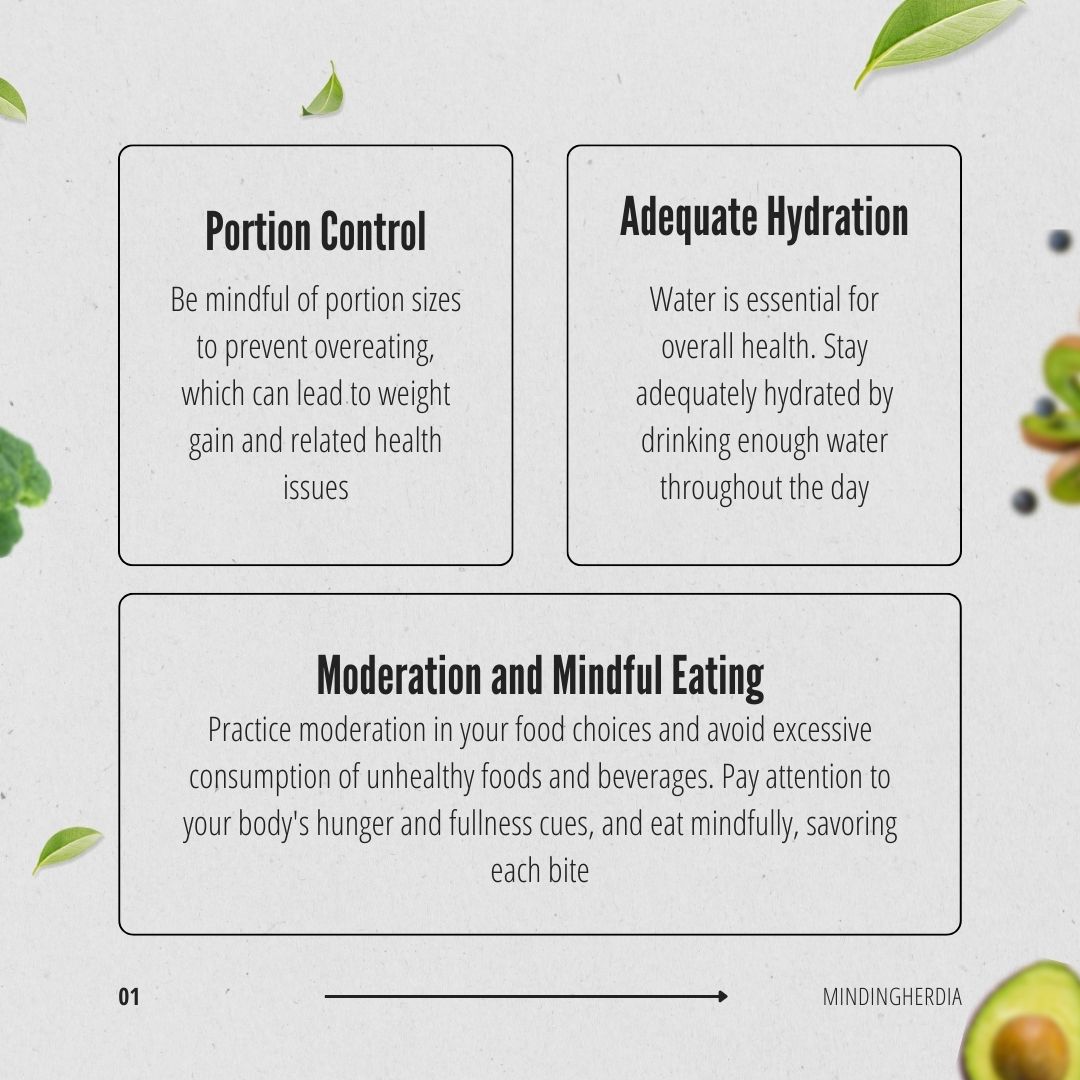 Portion Control
Be mindful of portion sizes
to prevent overeating,
which can lead to weight
gain and related health
issues
Adequate Hydration
Water is essential for
overall health. Stay
adequately hydrated by
drinking enough water
throughout the day
Moderation and Mindful Eating
Practice moderation in your food choices and avoid excessive
consumption of unhealthy foods and beverages. Pay attention to
your body's hunger and fullness cues, and eat mindfully, savoring
each bite
01
MINDINGHERDIA